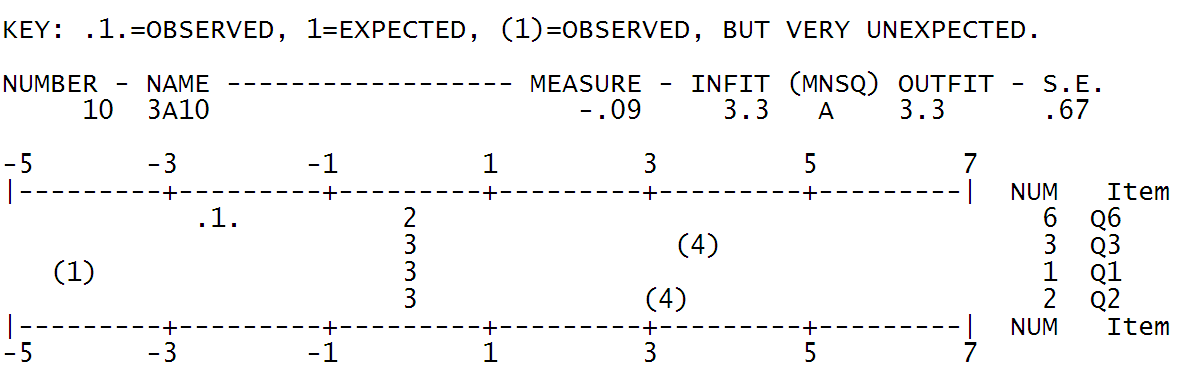 KEY: .1.=OBSERVED, 1=EXPECTED, (1)=OBSERVED, BUT VERY UNEXPECTED.
NUMBER - NAME ------------------ MEASURE - INFIT (MNSQ) OUTFIT - S.E.
10 3A10 -.09 3.3 A 3.3 .67
-5 -3 -1 1 3 5 7
|---------+---------+---------+---------+---------+---------| NUM Item
.1. 2 6 Q6
3 (4) 3 Q3
(1) 3 1 Q1
3 (4) 2 Q2
|---------+---------+---------+---------+---------+---------| NUM Item
-5 -3 -1 1 3 5 7